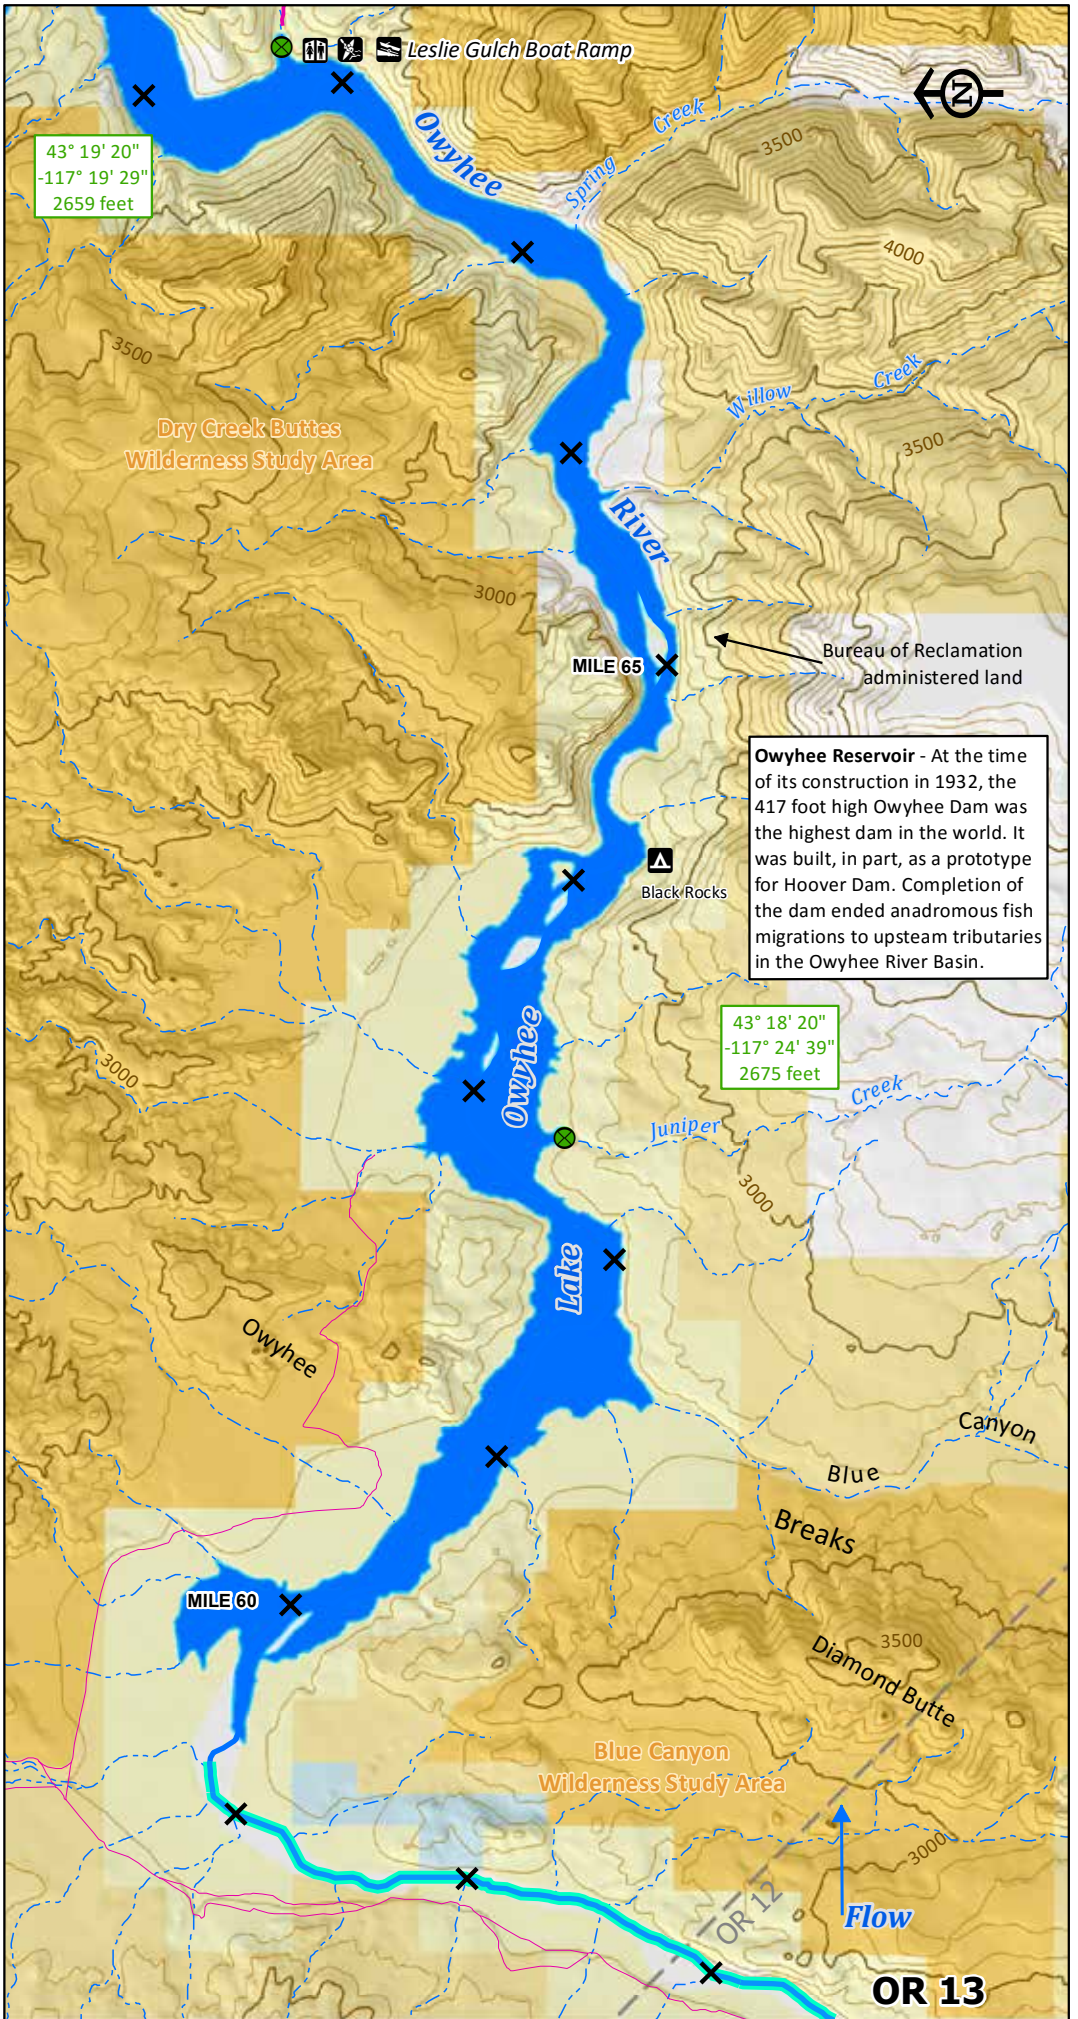 Leslie Gulch Boat Ramp
N
43° 19' 20"
-117° 19' 29"
2659 feet
Owyhee
Spring
Creek
3500
4000
3500
Willow
Creek
3500
Dry Creek Buttes
Wilderness Study Area
River
3000
MILE 65
Bureau of Reclamation
administered land
Owyhee Reservoir - At the time
of its construction in 1932, the
417 foot high Owyhee Dam was
the highest dam in the world. It
was built, in part, as a prototype
for Hoover Dam. Completion of
the dam ended anadromous fish
migrations to upsteam tributaries
in the Owyhee River Basin.
Black Rocks
43° 18' 20"
-117° 24' 39"
2675 feet
Owyhee
3000
Juniper
Creek
3000
Lake
Owyhee
Canyon
Blue
Breaks
MILE 60
3500
Diamond Butte
Blue Canyon
Wilderness Study Area
3000
OR 12
Flow
OR 13